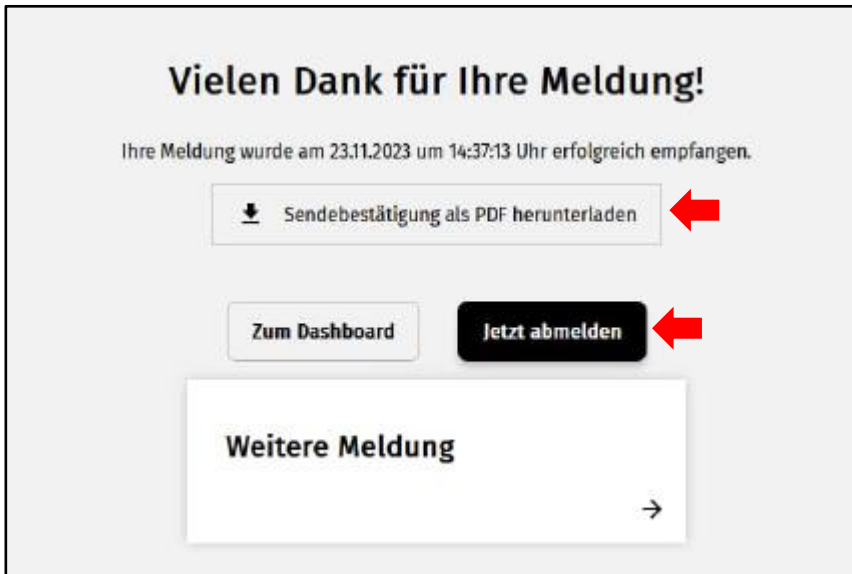 Vielen Dank für Ihre Meldung!
Ihre Meldung wurde am 23.11.2023 um 14:37:13 Uhr erfolgreich empfangen.
Sendebestätigung als PDF herunterladen
Zum Dashboard
Jetzt abmelden
Weitere Meldung